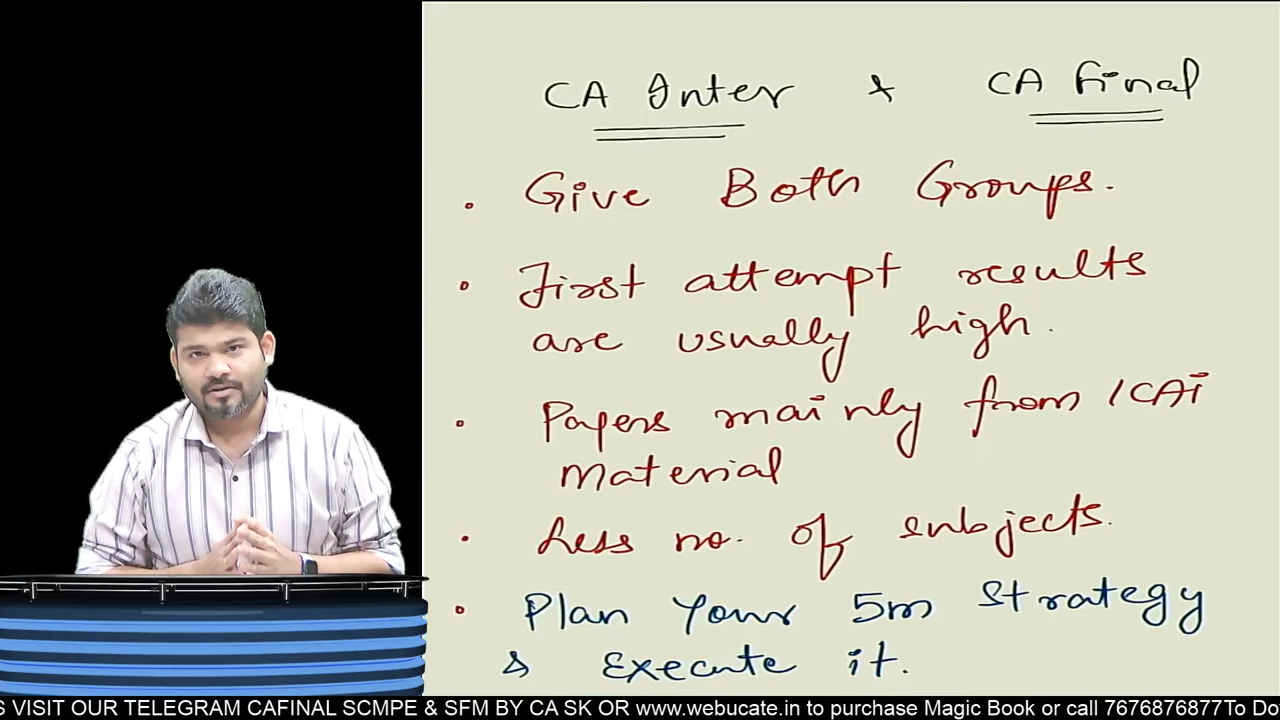 CA Inter & CA Final
• Give Both Groups.
• First attempt results
are usually high.
• Papers mainly from ICAi
Material
• Less no. of subjects.
• Plan Your 5m Strategy
& Execute it.
S VISIT OUR TELEGRAM CAFINAL SCMPE & SFM BY CA SK OR www.webucate.in to purchase Magic Book or call 7676876877To Do